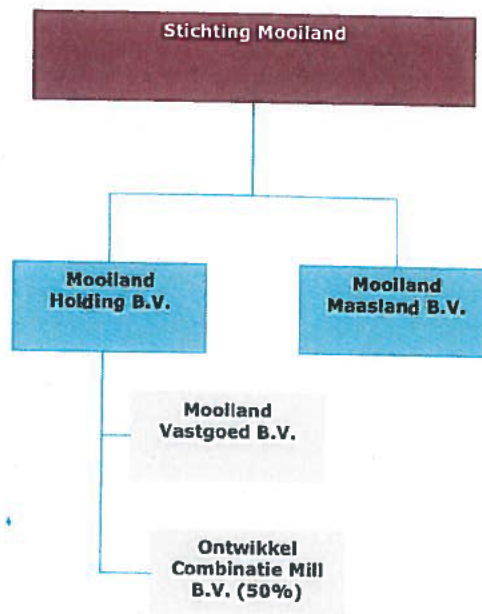 Stichting Mooiland
Mooiland
Holding B.V.
Mooiland
Maasland B.V.
Mooiland
Vastgoed B.V.
Ontwikkel
Combinatie Mill
B.V. (50%)